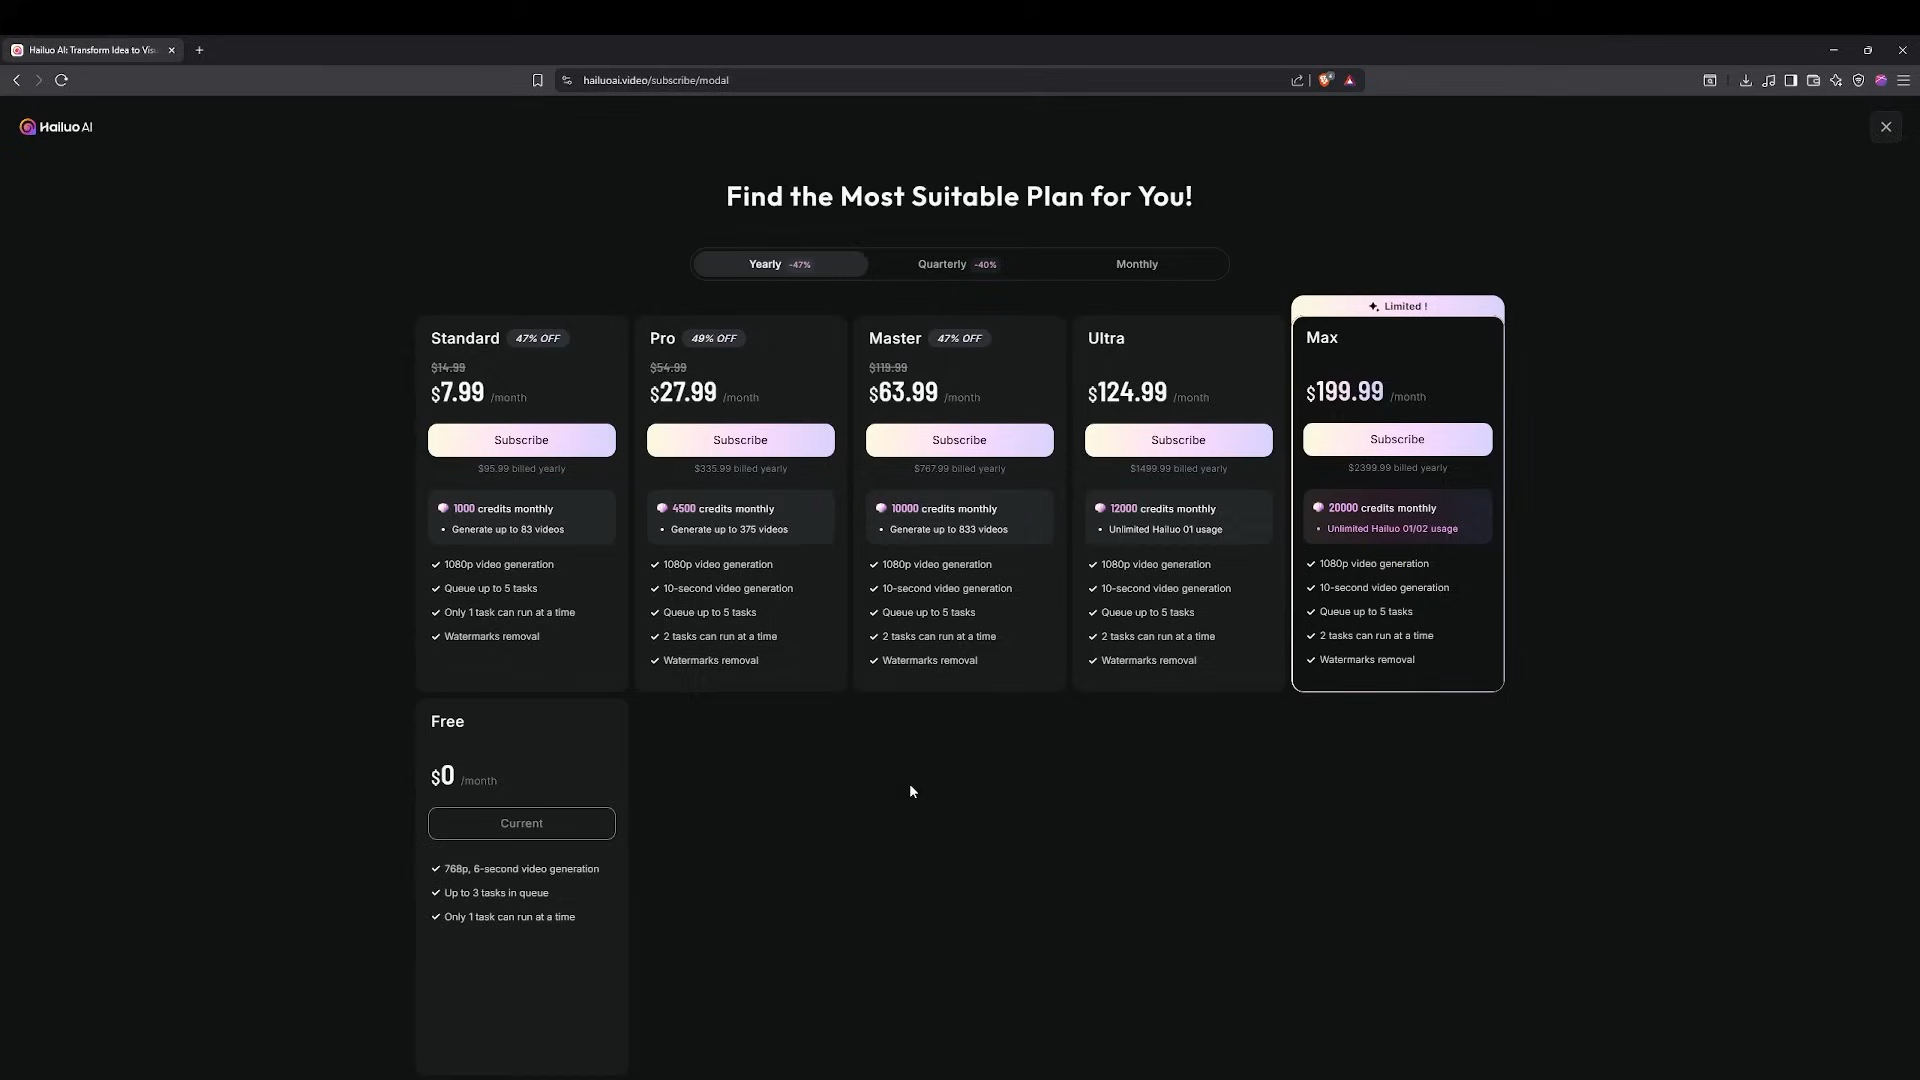 Hailuo AI: Transform Idea to Visu
hailuoai.video/subscribe/modal
Hailuo AI
Find the Most Suitable Plan for You!
Yearly -47%
Quarterly -40%
Monthly
Limited !
Standard 47% OFF
$14.99
$7.99 /month
Subscribe
$95.99 billed yearly
1000 credits monthly
• Generate up to 83 videos
1080p video generation
Queue up to 5 tasks
Only 1 task can run at a time
Watermarks removal
Pro 49% OFF
$54.99
$27.99 /month
Subscribe
$335.99 billed yearly
4500 credits monthly
• Generate up to 375 videos
1080p video generation
10-second video generation
Queue up to 5 tasks
2 tasks can run at a time
Watermarks removal
Master 47% OFF
$119.99
$63.99 /month
Subscribe
$767.99 billed yearly
10000 credits monthly
• Generate up to 833 videos
1080p video generation
10-second video generation
Queue up to 5 tasks
2 tasks can run at a time
Watermarks removal
Ultra
$124.99 /month
Subscribe
$1499.99 billed yearly
12000 credits monthly
• Unlimited Hailuo 01 usage
1080p video generation
10-second video generation
Queue up to 5 tasks
2 tasks can run at a time
Watermarks removal
Max
$199.99 /month
Subscribe
$2399.99 billed yearly
20000 credits monthly
• Unlimited Hailuo 01/02 usage
1080p video generation
10-second video generation
Queue up to 5 tasks
2 tasks can run at a time
Watermarks removal
Free
$0 /month
Current
768p, 6-second video generation
Up to 3 tasks in queue
Only 1 task can run at a time